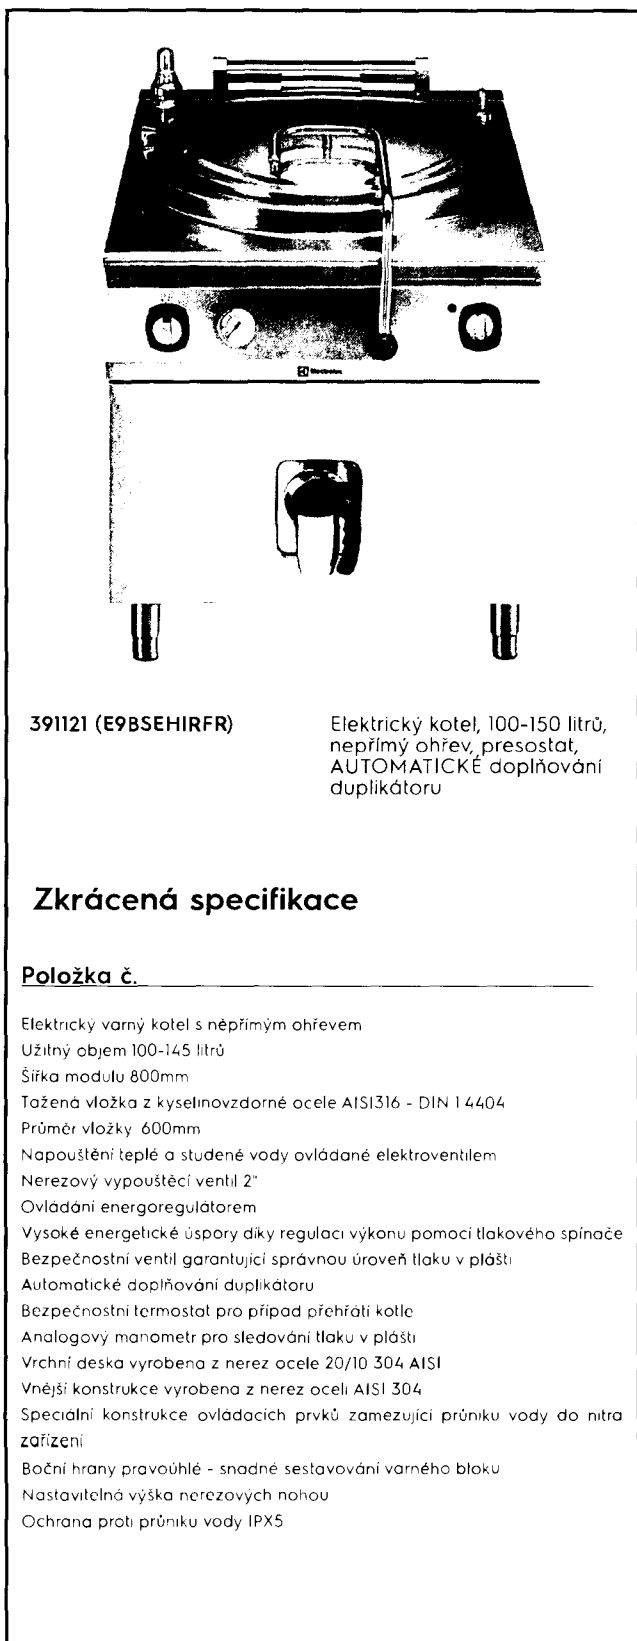 Electrolux
391121 (E9BSEHIRFR)
Elektrický kotel, 100-150 litrů,
nepřímý ohřev, presostat,
AUTOMATICKÉ doplňování
duplikátoru
Zkrácená specifikace
Položka č.
Elektrický varný kotel s nepřímým ohřevem
Užitný objem 100-145 litrů
Šířka modulu 800mm
Tažená vložka z kyselinovzdorné ocele AISI316 - DIN 1 4404
Průměr vložky 600mm
Napouštění teplé a studené vody ovládané elektroventilem
Nerezový vypouštěcí ventil 2"
Ovládání energoregulátorem
Vysoké energetické úspory díky regulaci výkonu pomocí tlakového spínače
Bezpečnostní ventil garantující správnou úroveň tlaku v plášti
Automatické doplňování duplikátoru
Bezpečnostní termostat pro případ přehřátí kotle
Analogový manometr pro sledování tlaku v plášti
Vrchní deska vyrobena z nerez ocele 20/10 304 AISI
Vnější konstrukce vyrobena z nerez oceli AISI 304
Speciální konstrukce ovládacích prvků zamezující průniku vody do nitra
zařízení
Boční hrany pravoúhlé - snadné sestavování varného bloku
Nastavitelná výška nerezových nohou
Ochrana proti průniku vody IPX5